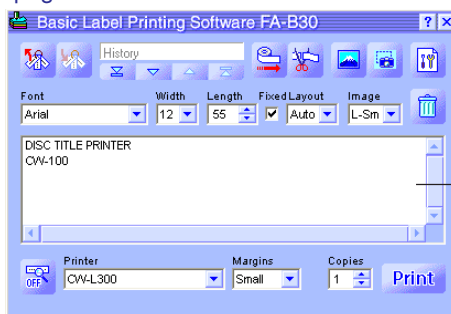 Basic Label Printing Software FA-B30
History
Font Width Length Fixed Layout Image
Arial 12 55 Auto L-Sm
DISC TITLE PRINTER
CW-100
Printer Margins Copies
OFF CW-L300 Small 1 Print